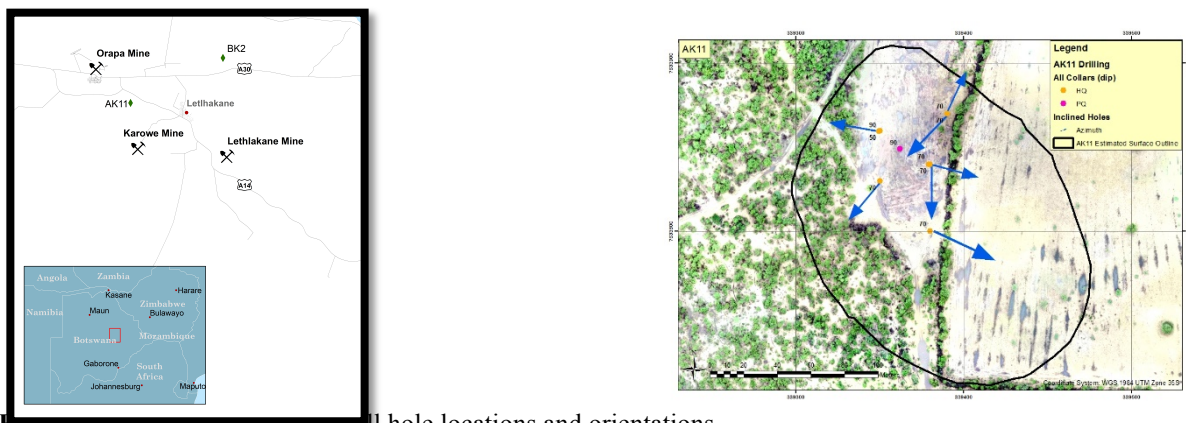 Orapa Mine
BK2
A30
AK11
Letlhakane
Karowe Mine
Lethlakane Mine
A14
Angola
Zambia
Kasane
Harare
Zimbabwe
Namibia
Maun
Bulawayo
Botswana
Mozambique
Gaborone
South
Africa
Johannesburg
Maputo
AK11
Legend
AK11 Drilling
All Collars (dip)
HQ
PQ
Inclined Holes
Azimuth
AK11 Estimated Surface Outline
70
70
90
50
90
70
70
70
Coordinate System: WGS 1984 UTM Zone 35S
hole locations and orientations